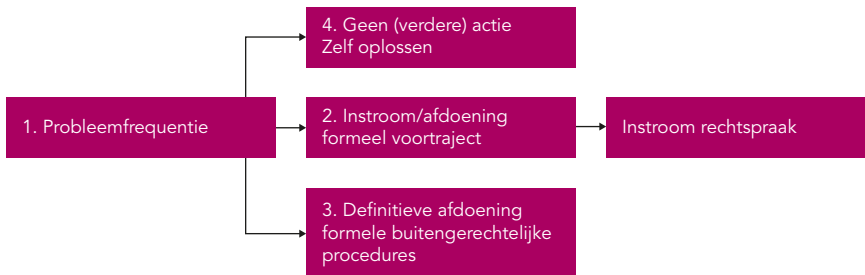 4. Geen (verdere) actie
Zelf oplossen
1. Probleemfrequentie
2. Instroom/afdoening
formeel voortraject
Instroom rechtspraak
3. Definitieve afdoening
formele buitengerechtelijke
procedures